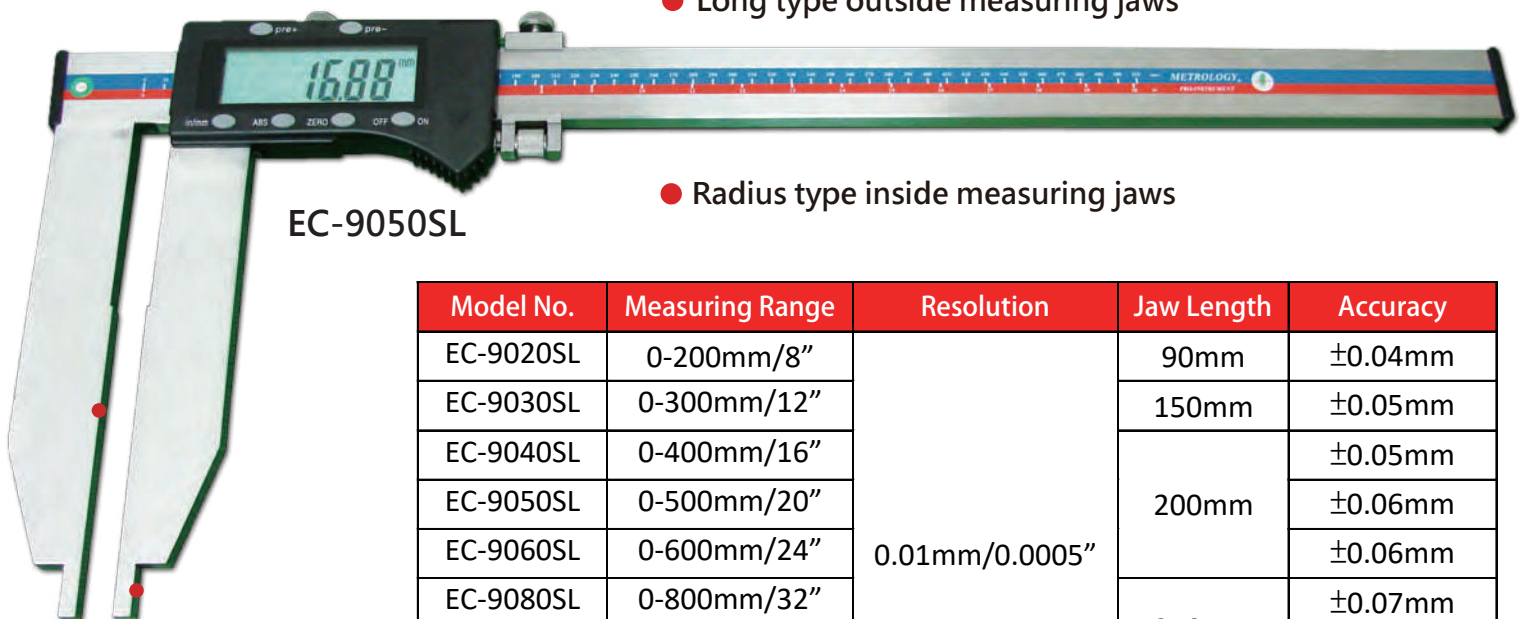 Long type outside measuring jaws
pre+ pre-
16.88 mm
METROLOGY
in/mm ABS ZERO OFF ON
Radius type inside measuring jaws
EC-9050SL
Model No. Measuring Range Resolution Jaw Length Accuracy
EC-9020SL 0-200mm/8” 90mm ±0.04mm
EC-9030SL 0-300mm/12” 150mm ±0.05mm
EC-9040SL 0-400mm/16” ±0.05mm
EC-9050SL 0-500mm/20” 200mm ±0.06mm
EC-9060SL 0-600mm/24” 0.01mm/0.0005” ±0.06mm
EC-9080SL 0-800mm/32” ±0.07mm